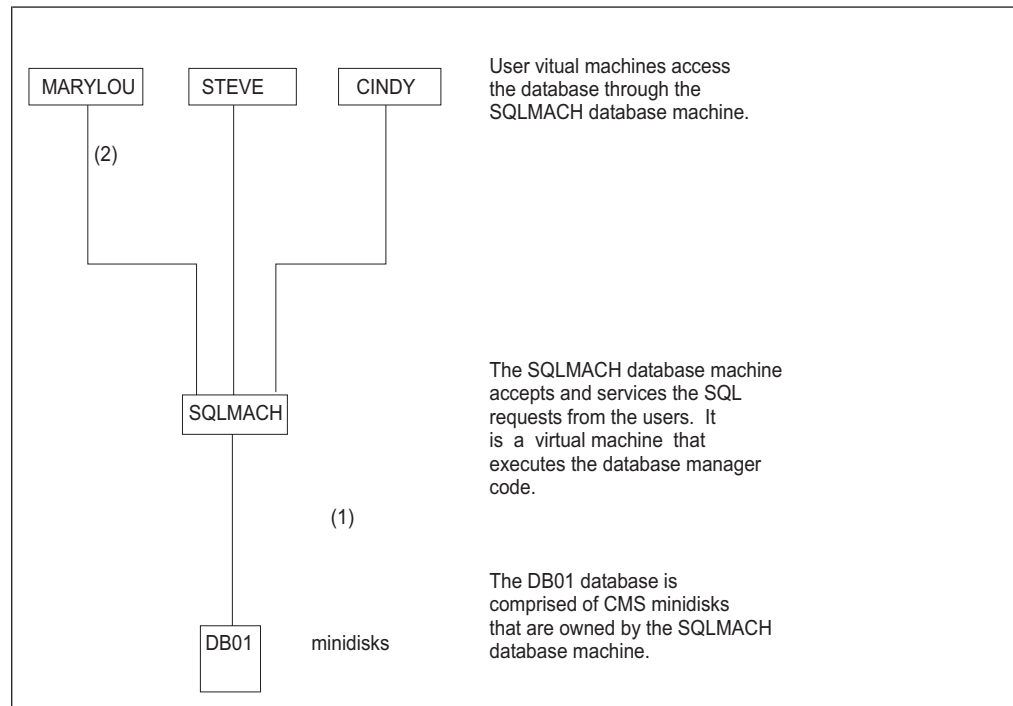 MARYLOU STEVE CINDY
User vitual machines access
the database through the
SQLMACH database machine.
(2)
The SQLMACH database machine
accepts and services the SQL
requests from the users. It
is a virtual machine that
executes the database manager
code.
SQLMACH
(1)
The DB01 database is
comprised of CMS minidisks
that are owned by the SQLMACH
database machine.
DB01 minidisks